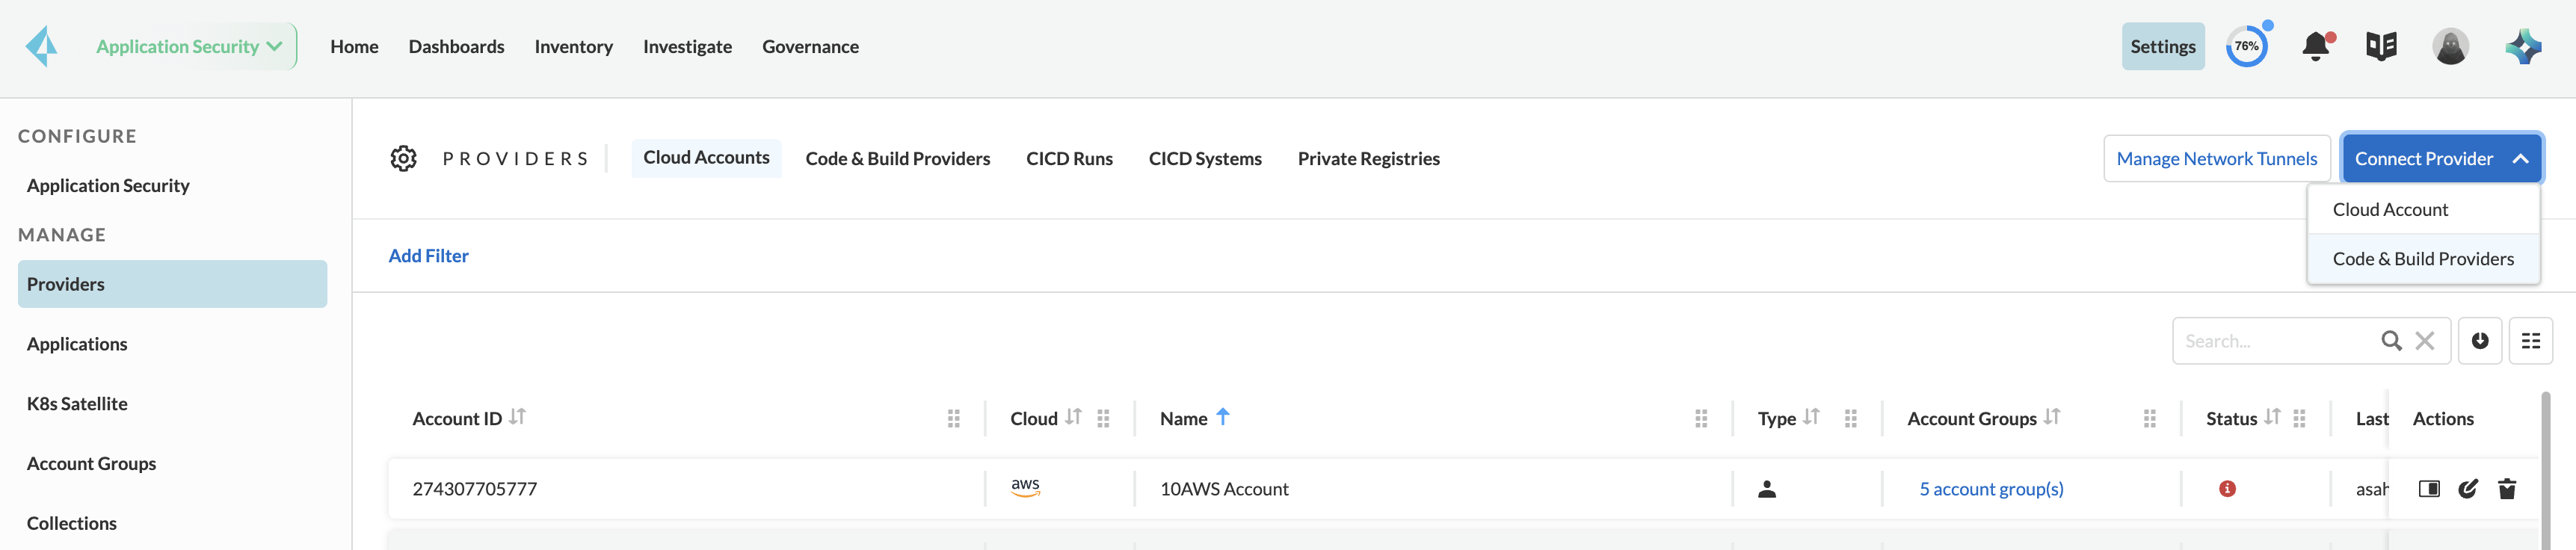 Application Security
Home
Dashboards
Inventory
Investigate
Governance
Settings
76%
CONFIGURE
Application Security
MANAGE
Providers
Applications
K8s Satellite
Account Groups
Collections
PROVIDERS
Cloud Accounts
Code & Build Providers
CICD Runs
CICD Systems
Private Registries
Manage Network Tunnels
Connect Provider
Cloud Account
Code & Build Providers
Add Filter
Search...
Account ID
Cloud
Name
Type
Account Groups
Status
Last
Actions
274307705777
aws
10AWS Account
5 account group(s)
asah